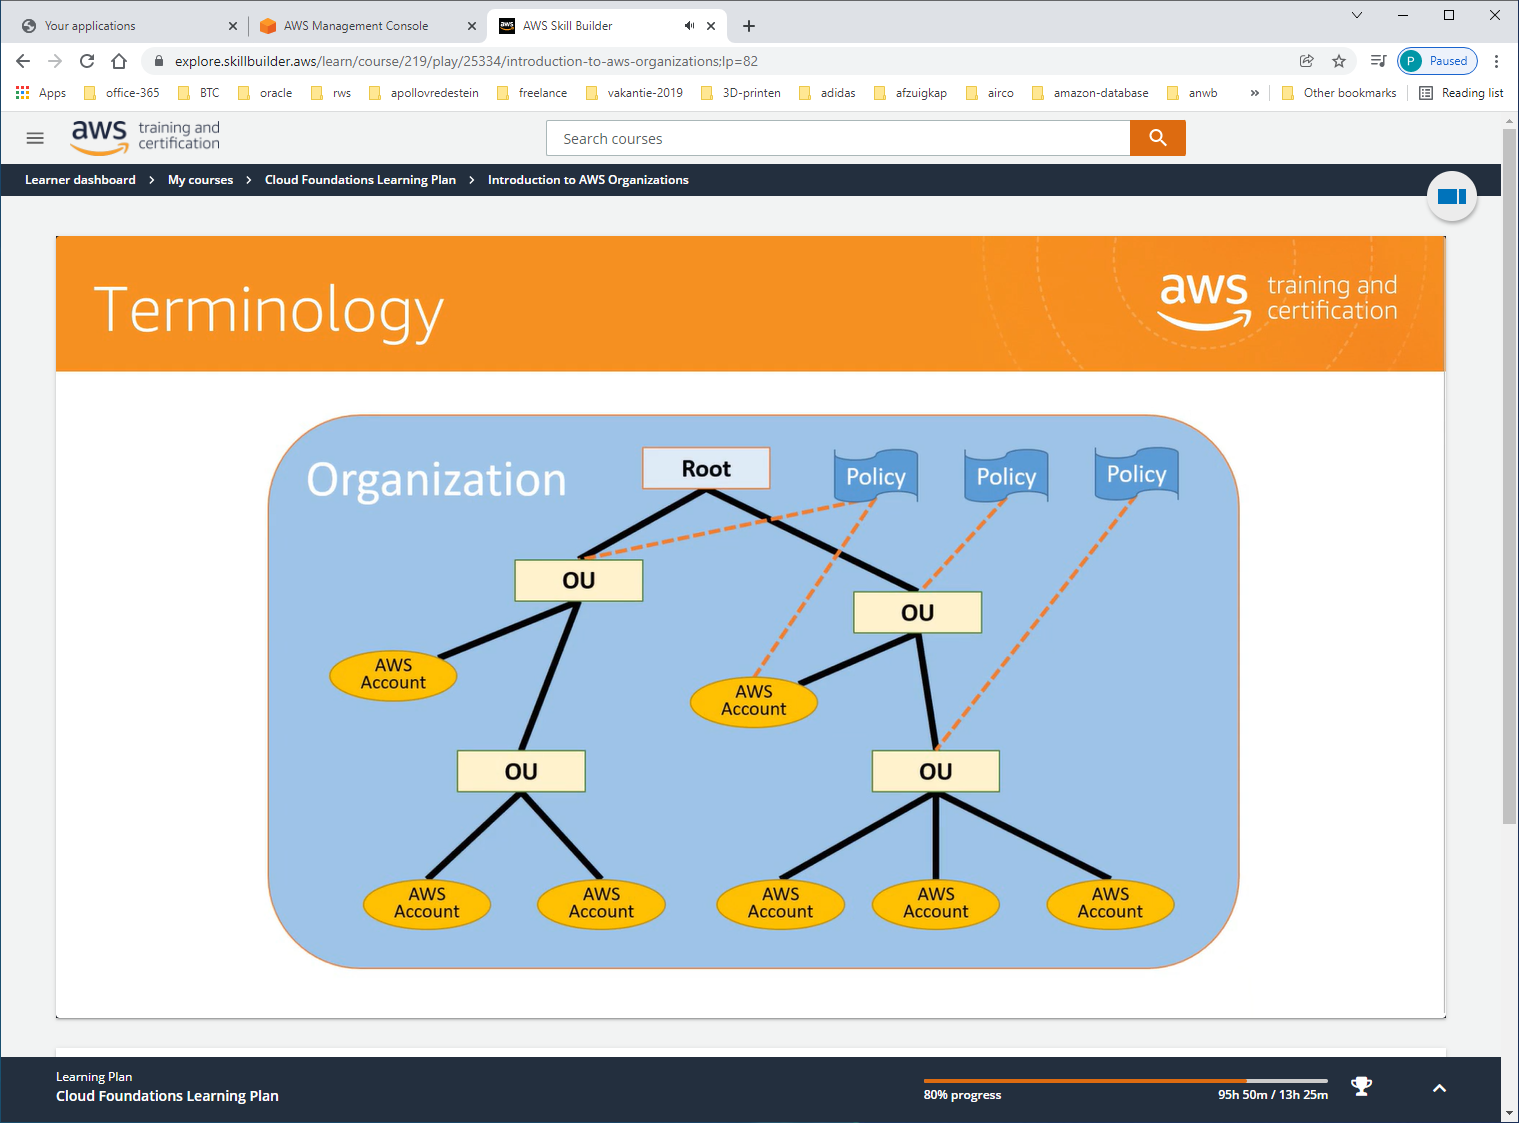 Your applications
AWS Management Console
aws
AWS Skill Builder
explore.skillbuilder.aws/learn/course/219/play/25334/introduction-to-aws-organizations;lp=82
P
Paused
Apps
office-365
BTC
oracle
rws
apollovredestein
freelance
vakantie-2019
3D-printen
adidas
afzuigkap
airco
amazon-database
anwb
»
Other bookmarks
Reading list
aws
training and
certification
Search courses
Learner dashboard > My courses > Cloud Foundations Learning Plan > Introduction to AWS Organizations
Terminology
aws
training and
certification
Organization
Root
Policy
Policy
Policy
OU
OU
AWS
Account
AWS
Account
OU
OU
AWS
Account
AWS
Account
AWS
Account
AWS
Account
AWS
Account
Learning Plan
Cloud Foundations Learning Plan
80% progress
95h 50m / 13h 25m